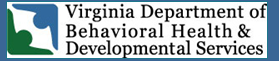 Virginia Department of
Behavioral Health &
Developmental Services